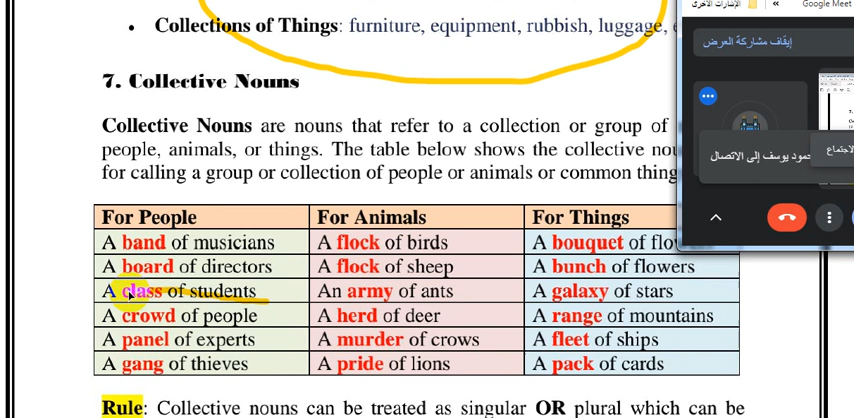 • Collections of Things: furniture, equipment, rubbish, luggage,
7. Collective Nouns
Collective Nouns are nouns that refer to a collection or group of
people, animals, or things. The table below shows the collective
for calling a group or collection of people or animals or common
For People For Animals For Things
A band of musicians A flock of birds A bouquet of
A board of directors A flock of sheep A bunch of flowers
A class of students An army of ants A galaxy of stars
A crowd of people A herd of deer A range of mountains
A panel of experts A murder of crows A fleet of ships
A gang of thieves A pride of lions A pack of cards
Rule: Collective nouns can be treated as singular OR plural which can be
الإشارات الأخرى « Google Meet
إيقاف مشاركة العرض
يوسف إلى الاتصال